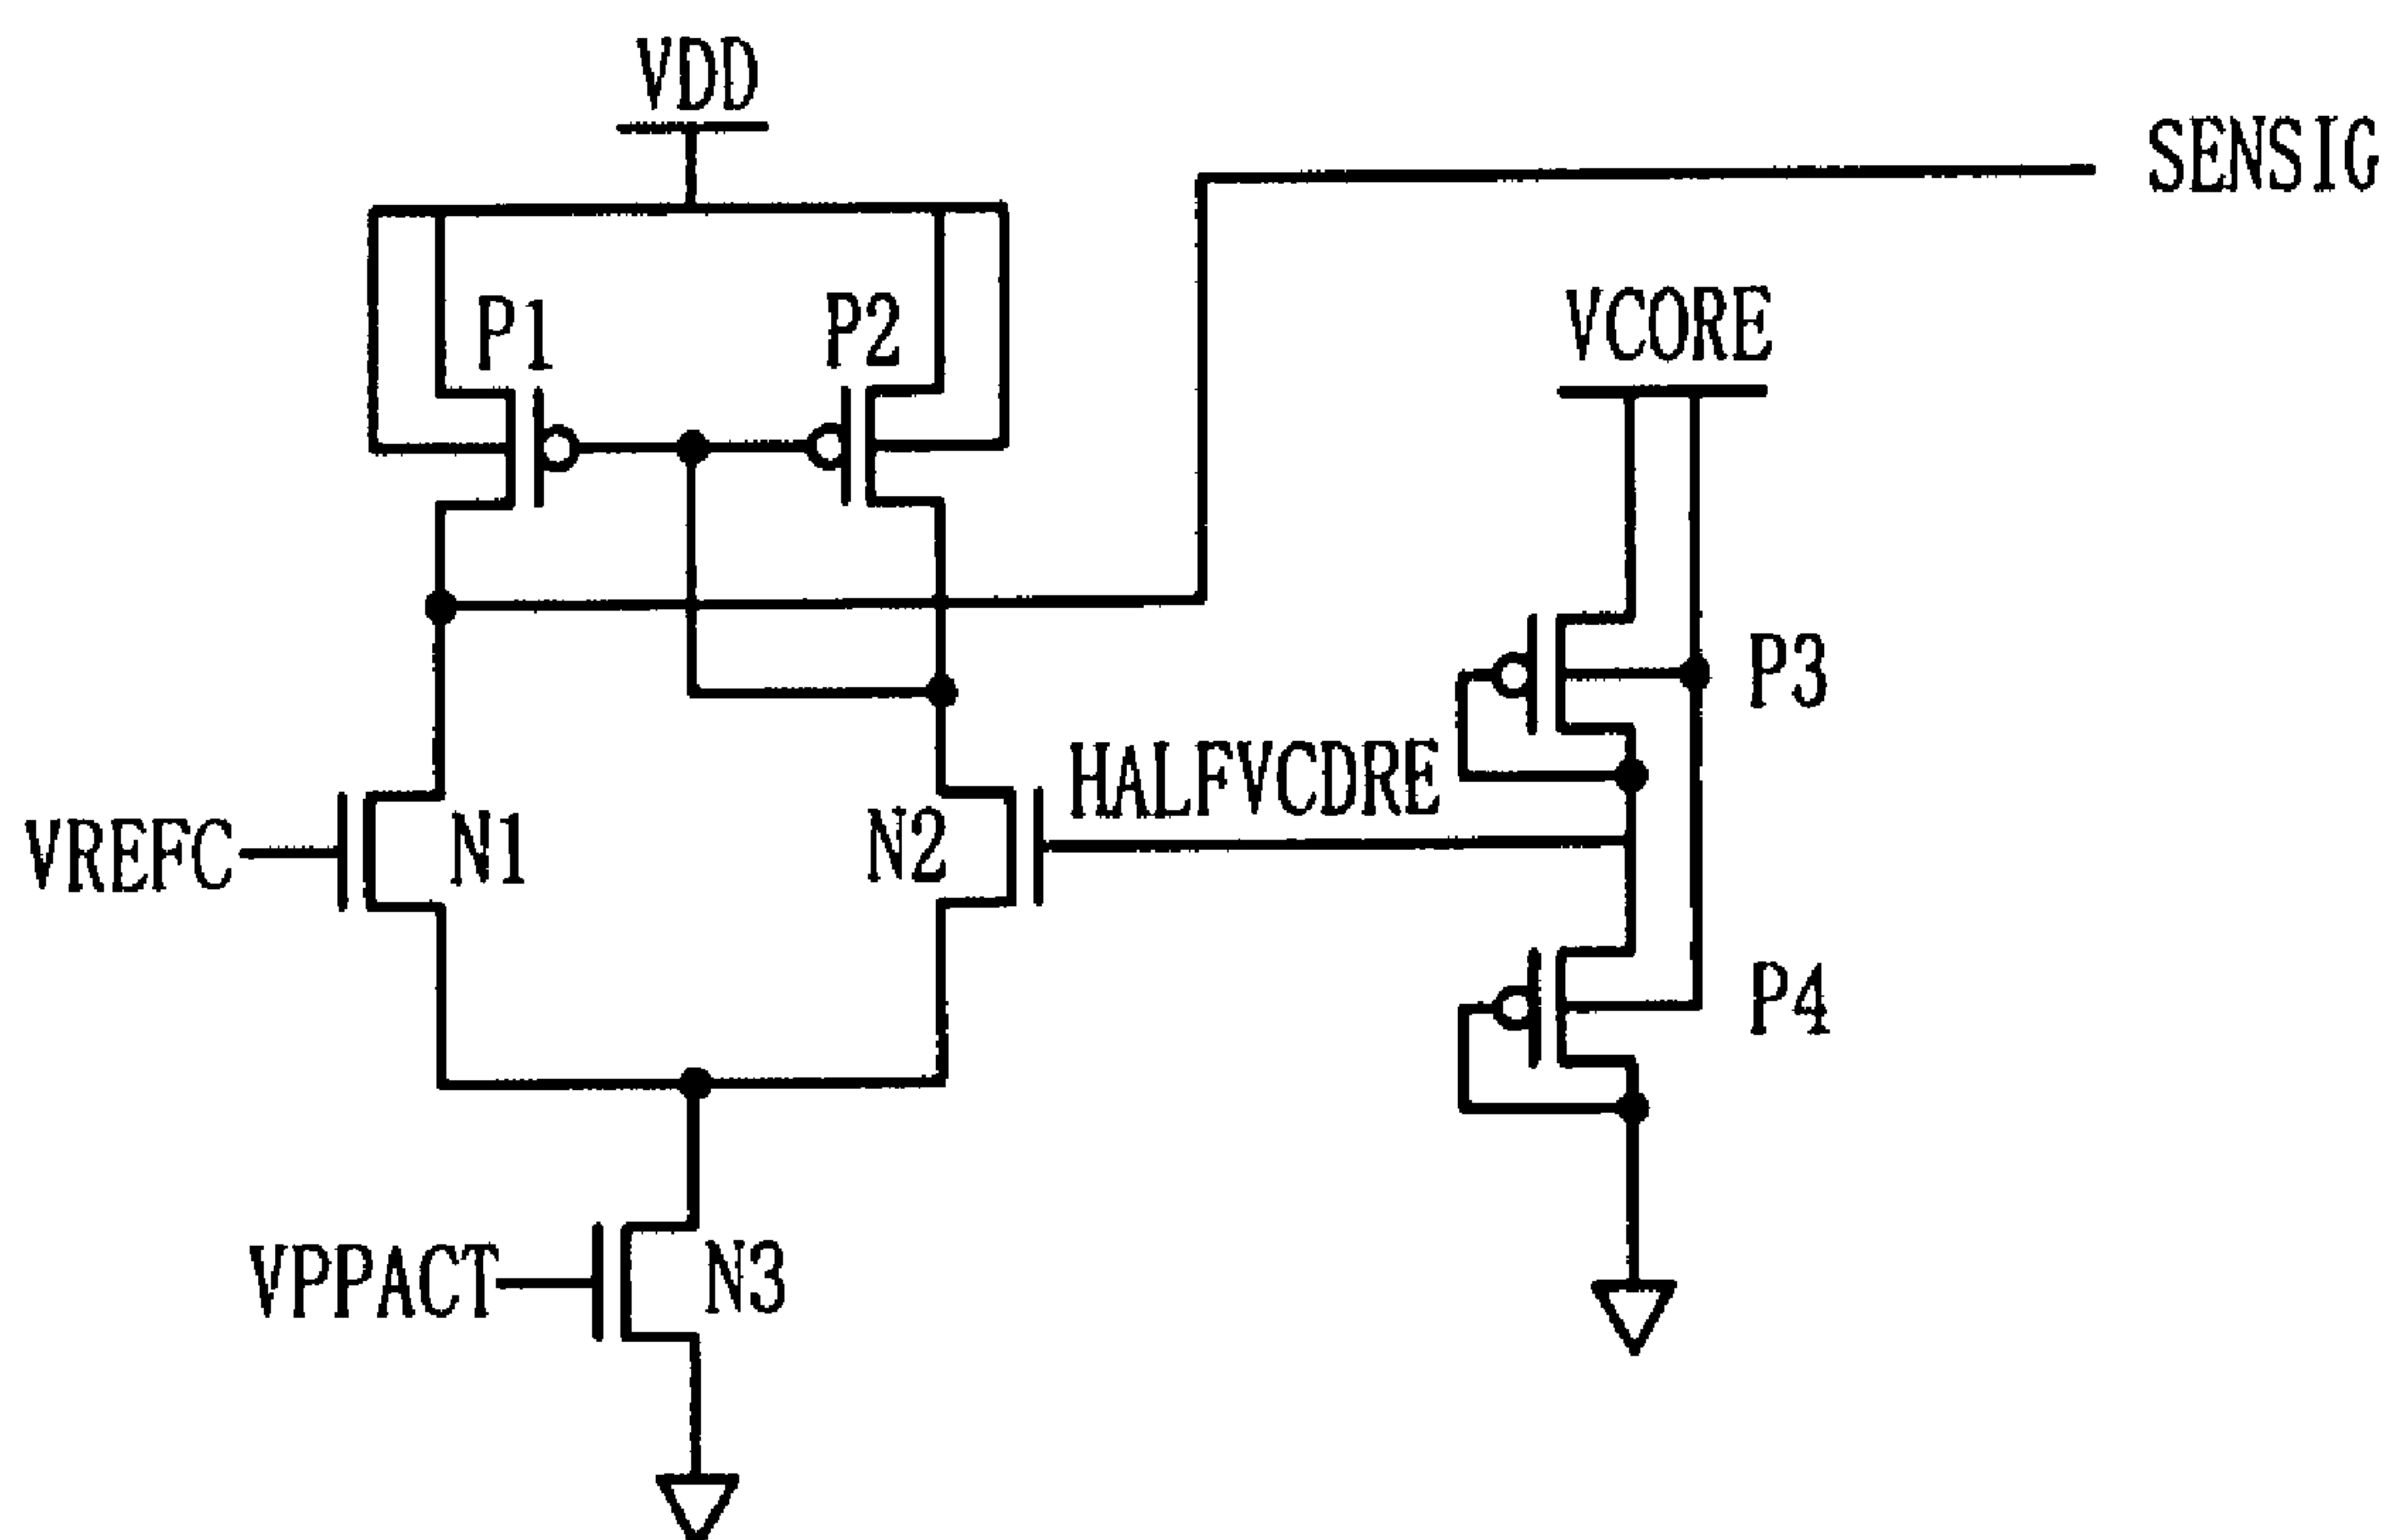 VDD
SENSIG
P1
P2
VCORE
P3
HALFVCDRE
VREFC
N1
N2
P4
VPPACT
N3